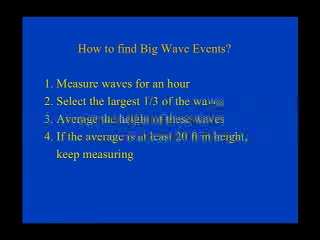 How to find Big Wave Events?
1. Measure waves for an hour
2. Select the largest 1/3 of the waves
3. Average the height of these waves
4. If the average is at least 20 ft in height,
keep measuring